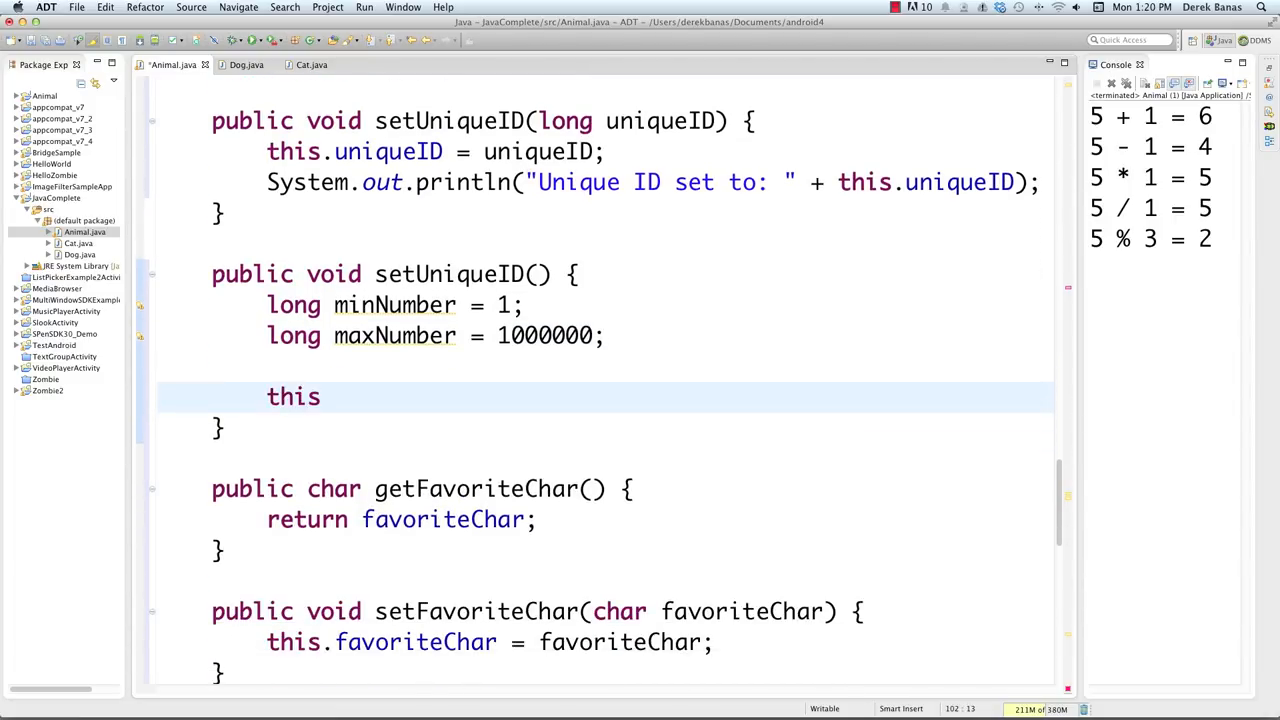 ADT File Edit Refactor Source Navigate Search Project Run Window Help 10 Mon 1:20 PM Derek Banas
Java - JavaComplete/src/Animal.java - ADT - /Users/derekbanas/Documents/android4
Quick Access Java DDMS
Package Exp
*Animal.java Dog.java Cat.java
Console
<terminated> Animal (1) [Java Application] /S
Animal
appcompat_v7
appcompat_v7_2
appcompat_v7_3
appcompat_v7_4
BridgeSample
HelloWorld
HelloZombie
ImageFilterSampleApp
JavaComplete
src
(default package)
Animal.java
Cat.java
Dog.java
JRE System Library [Ja
ListPickerExample2Activi
MediaBrowser
MultiWindowSDKExample
MusicPlayerActivity
SlookActivity
SPenSDK30_Demo
TestAndroid
TextGroupActivity
VideoPlayerActivity
Zombie
Zombie2
public void setUniqueID(long uniqueID) {
this.uniqueID = uniqueID;
System.out.println("Unique ID set to: " + this.uniqueID);
}
public void setUniqueID() {
long minNumber = 1;
long maxNumber = 1000000;
this
}
public char getFavoriteChar() {
return favoriteChar;
}
public void setFavoriteChar(char favoriteChar) {
this.favoriteChar = favoriteChar;
}
5 + 1 = 6
5 - 1 = 4
5 * 1 = 5
5 / 1 = 5
5 % 3 = 2
Writable Smart Insert 102 : 13 211M of 380M